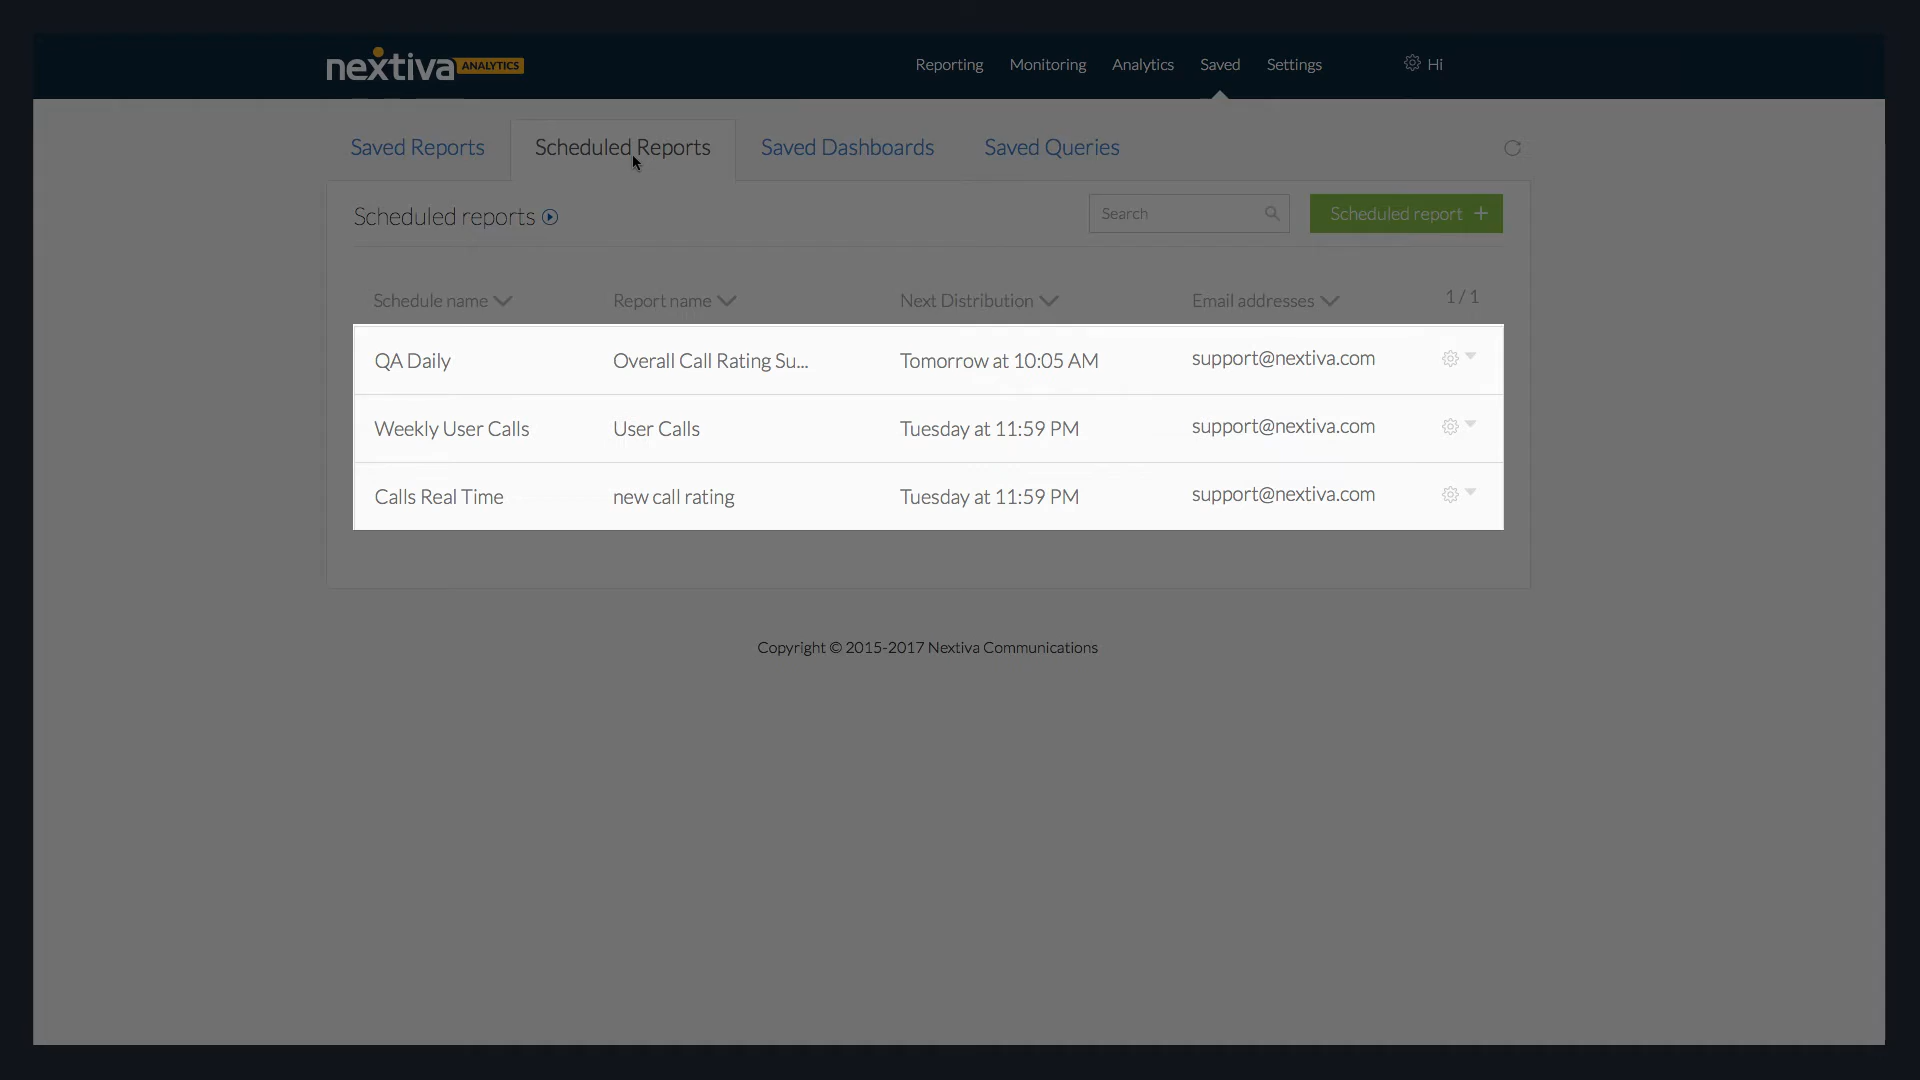 nextiva ANALYTICS Reporting Monitoring Analytics Saved Settings Hi
Saved Reports Scheduled Reports Saved Dashboards Saved Queries
Scheduled reports Search Scheduled report +
Schedule name Report name Next Distribution Email addresses 1 / 1
QA Daily Overall Call Rating Su... Tomorrow at 10:05 AM support@nextiva.com
Weekly User Calls User Calls Tuesday at 11:59 PM support@nextiva.com
Calls Real Time new call rating Tuesday at 11:59 PM support@nextiva.com
Copyright © 2015-2017 Nextiva Communications